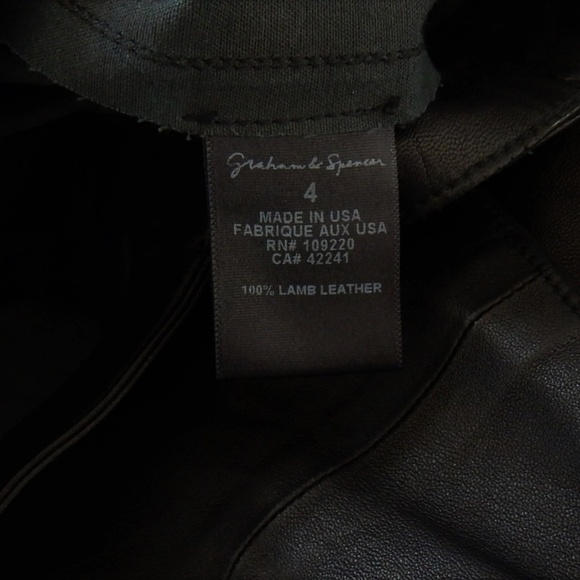 Graham & Spencer
4
MADE IN USA
FABRIQUE AUX USA
RN# 109220
CA# 42241
100% LAMB LEATHER